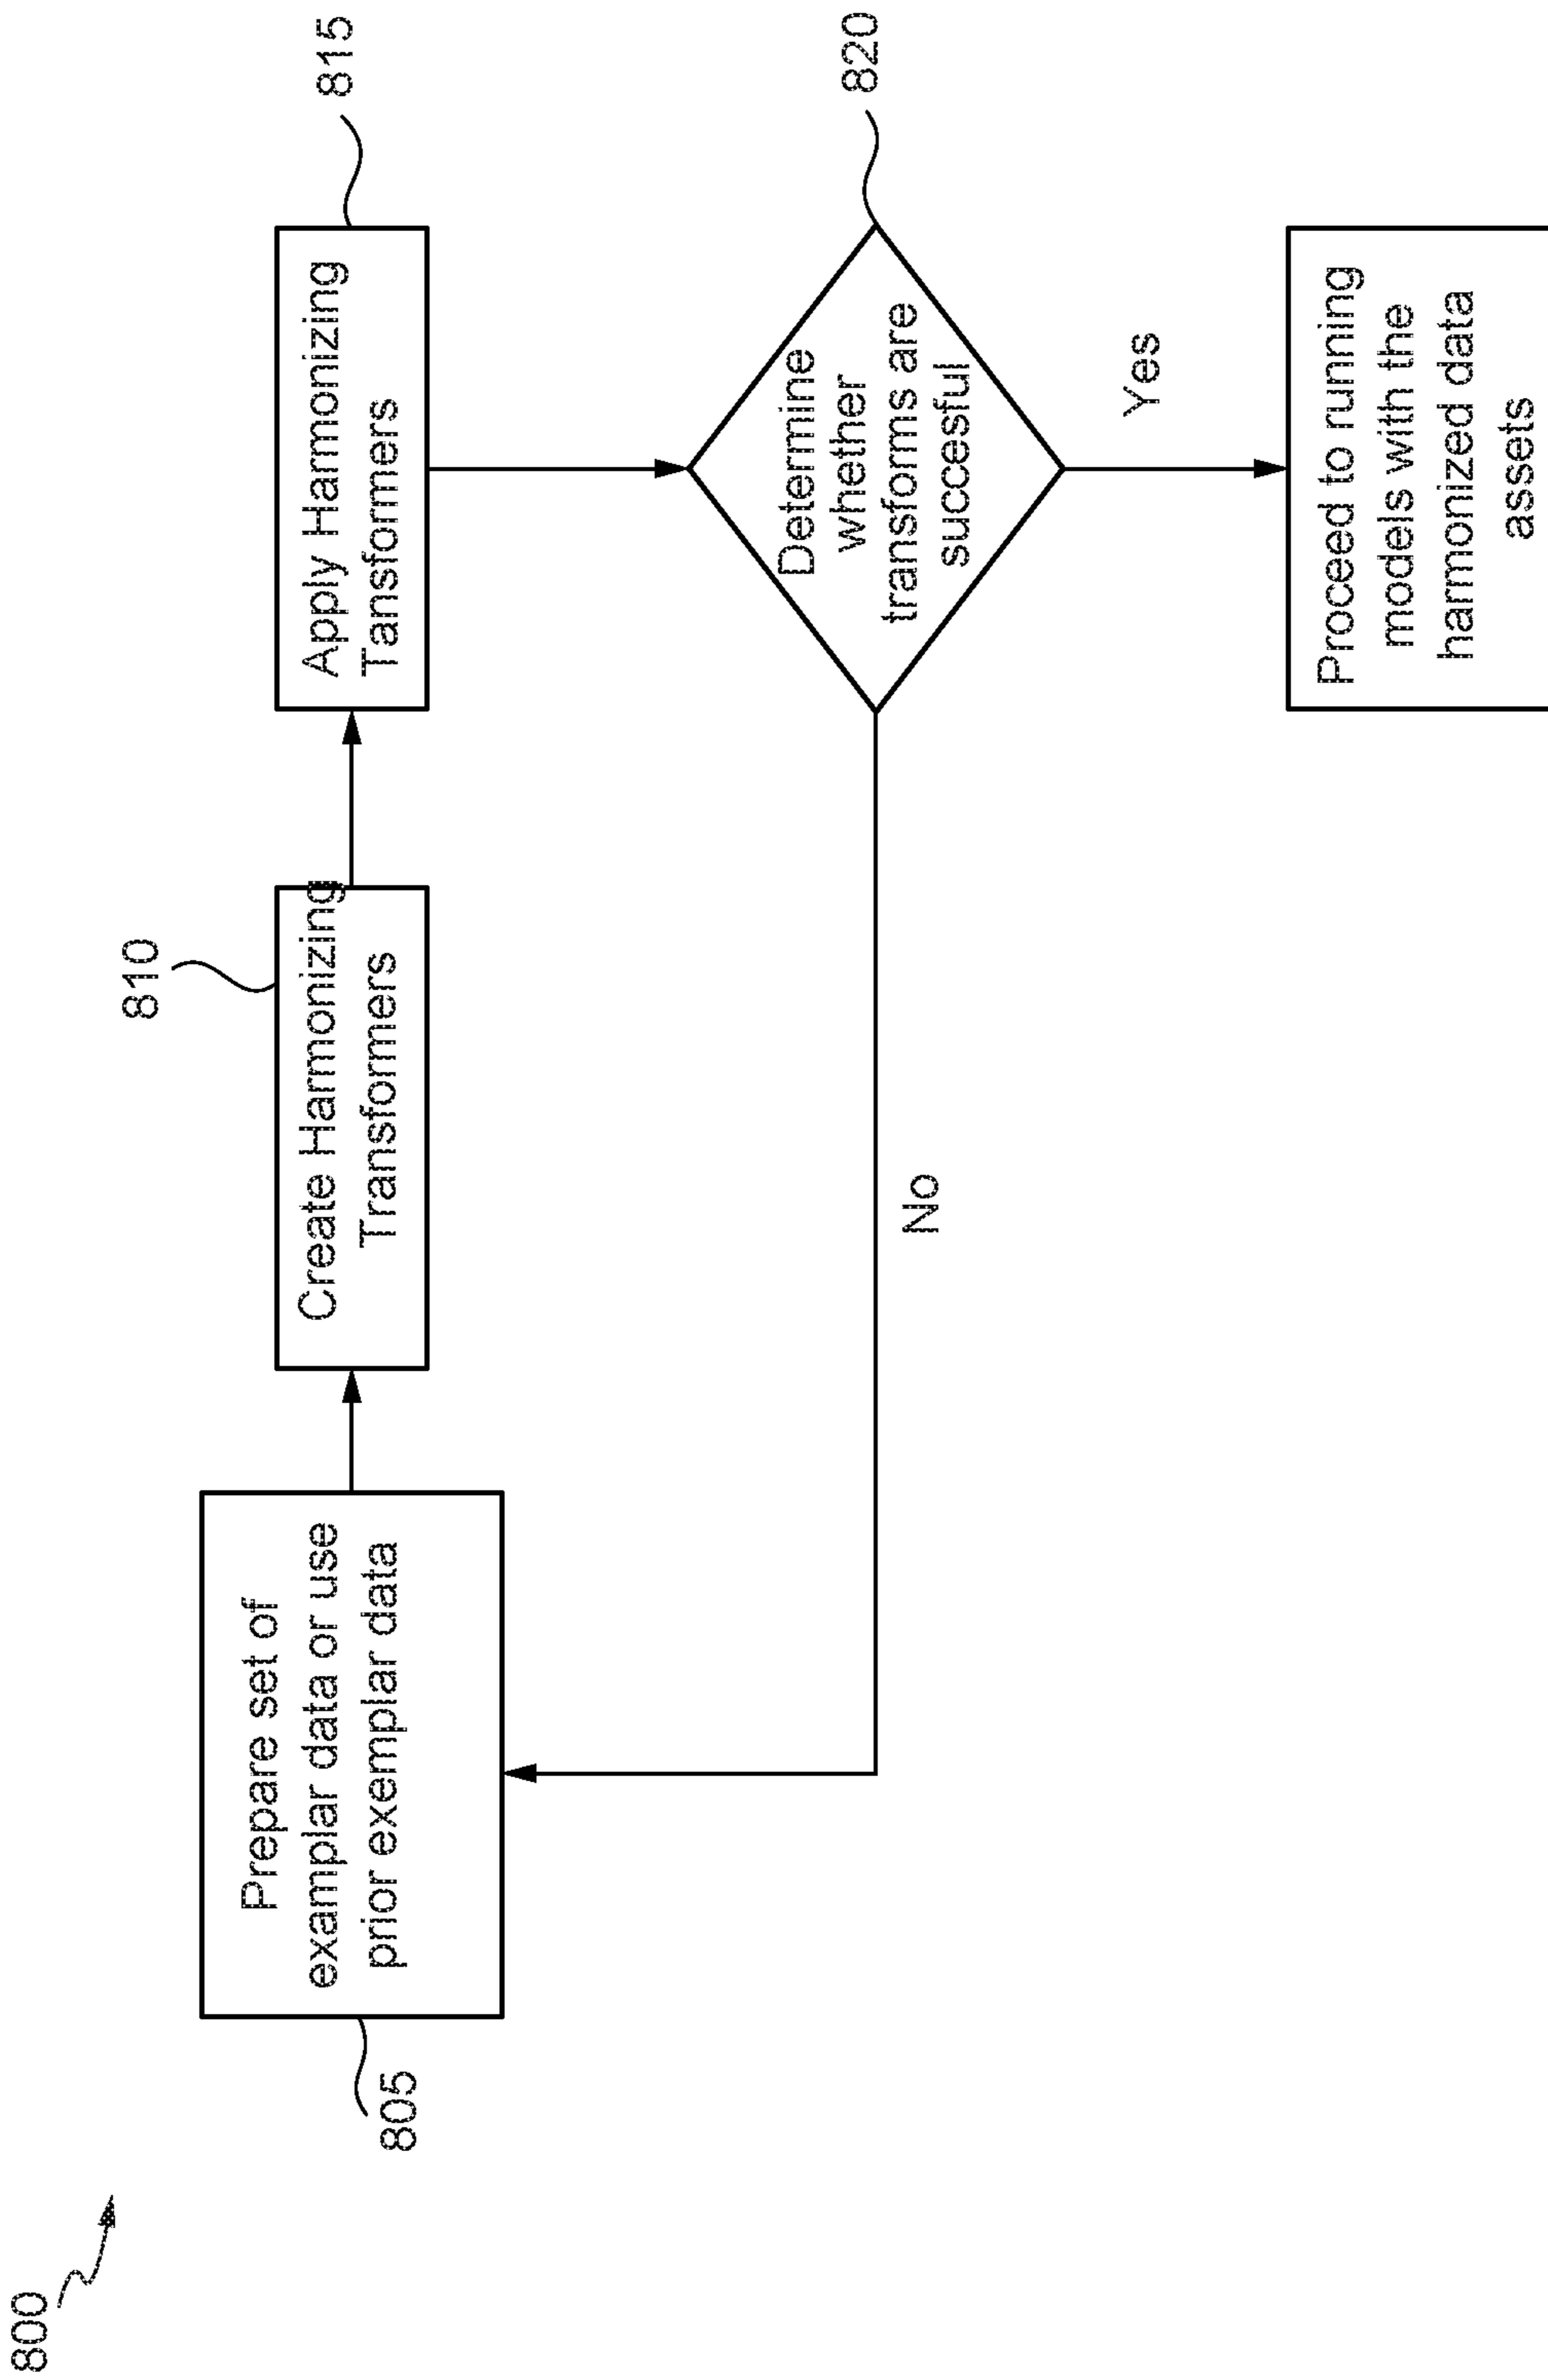 800
805
Prepare set of
examplar data or use
prior exemplar data
810
Create Harmonizing
Transformers
815
Apply Harmonizing
Tansformers
820
Determine
whether
transforms are
succesful
No
Yes
Proceed to running
models with the
harmonized data
assets